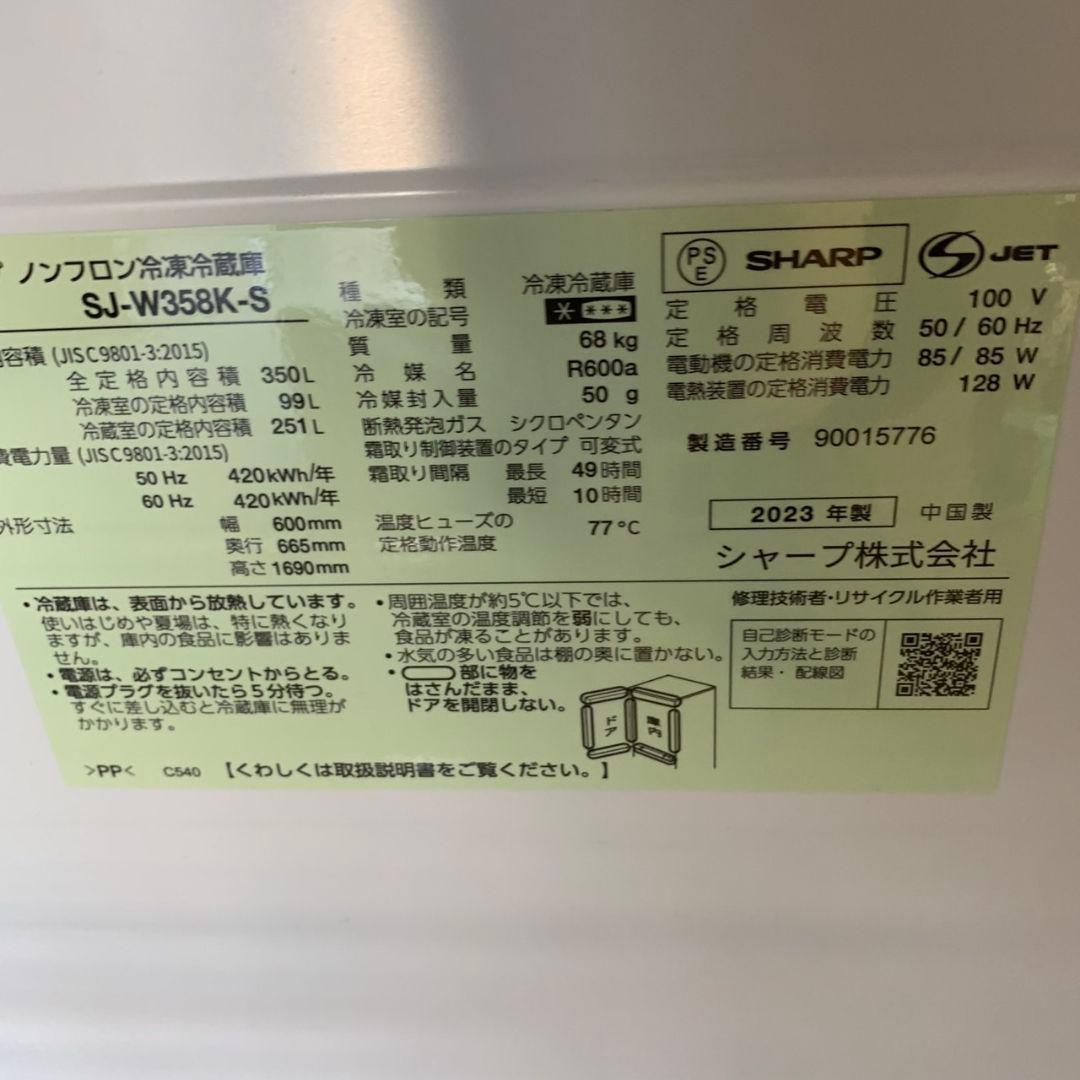 ノンフロン冷凍冷蔵庫
SJ-W358K-S
内容積 (JISC9801-3:2015)
全定格内容積 350L
冷凍室の定格内容積 99L
冷蔵室の定格内容積 251L
費電力量 (JISC9801-3:2015)
50 Hz 420kWh/年
60 Hz 420kWh/年
外形寸法 幅 600mm
奥行 665mm
高さ1690mm
種類 冷凍冷蔵庫
冷凍室の記号 * ***
質量 68 kg
冷媒名 R600a
冷媒封入量 50 g
断熱発泡ガス シクロペンタン
霜取り制御装置のタイプ 可変式
霜取り間隔 最長 49時間
最短 10時間
温度ヒューズの
定格動作温度 77℃
PSE SHARP S JET
定格電圧 100 V
定格周波数 50/ 60 Hz
電動機の定格消費電力 85/ 85 W
電熱装置の定格消費電力 128 W
製造番号 90015776
2023 年製 中国製
シャープ株式会社
・冷蔵庫は、表面から放熱しています。
使いはじめや夏場は、特に熱くなり
ますが、庫内の食品に影響はありま
せん。
・電源は、必ずコンセントからとる。
・電源プラグを抜いたら5分待つ。
すぐに差し込むと冷蔵庫に無理が
かかります。
・周囲温度が約5℃以下では、
冷蔵室の温度調節を弱にしても、
食品が凍ることがあります。
・水気の多い食品は棚の奥に置かない。
・部に物を
はさんだまま、
ドアを開閉しない。
ドア
庫内
修理技術者・リサイクル作業者用
自己診断モードの
入力方法と診断
結果・配線図
>PP< C540 【くわしくは取扱説明書をご覧ください。】